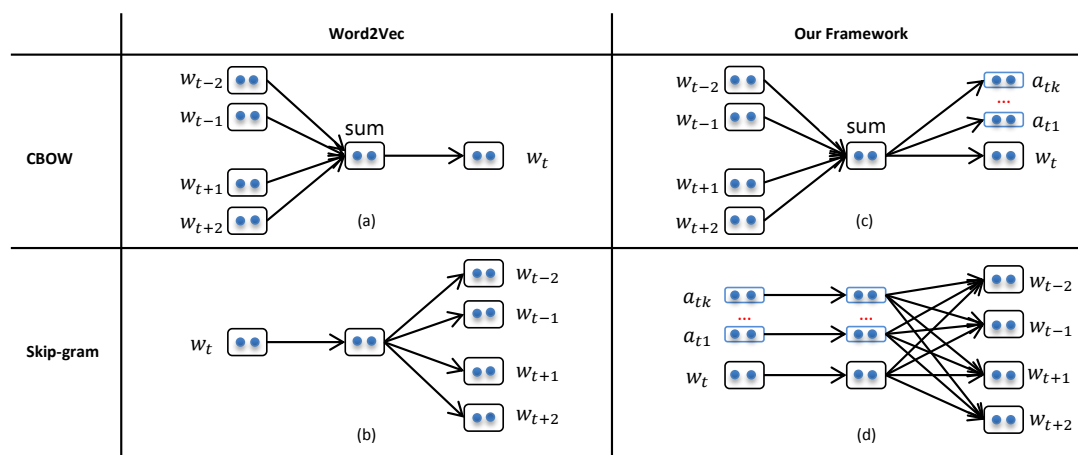 Word2Vec
Our Framework
CBOW
w_{t-2}
w_{t-1}
sum
w_t
w_{t+1}
w_{t+2}
(a)
w_{t-2}
w_{t-1}
sum
w_{t+1}
w_{t+2}
a_{tk}
...
a_{t1}
w_t
(c)
Skip-gram
w_t
w_{t-2}
w_{t-1}
w_{t+1}
w_{t+2}
(b)
a_{tk}
... ...
a_{t1}
w_t
w_{t-2}
w_{t-1}
w_{t+1}
w_{t+2}
(d)